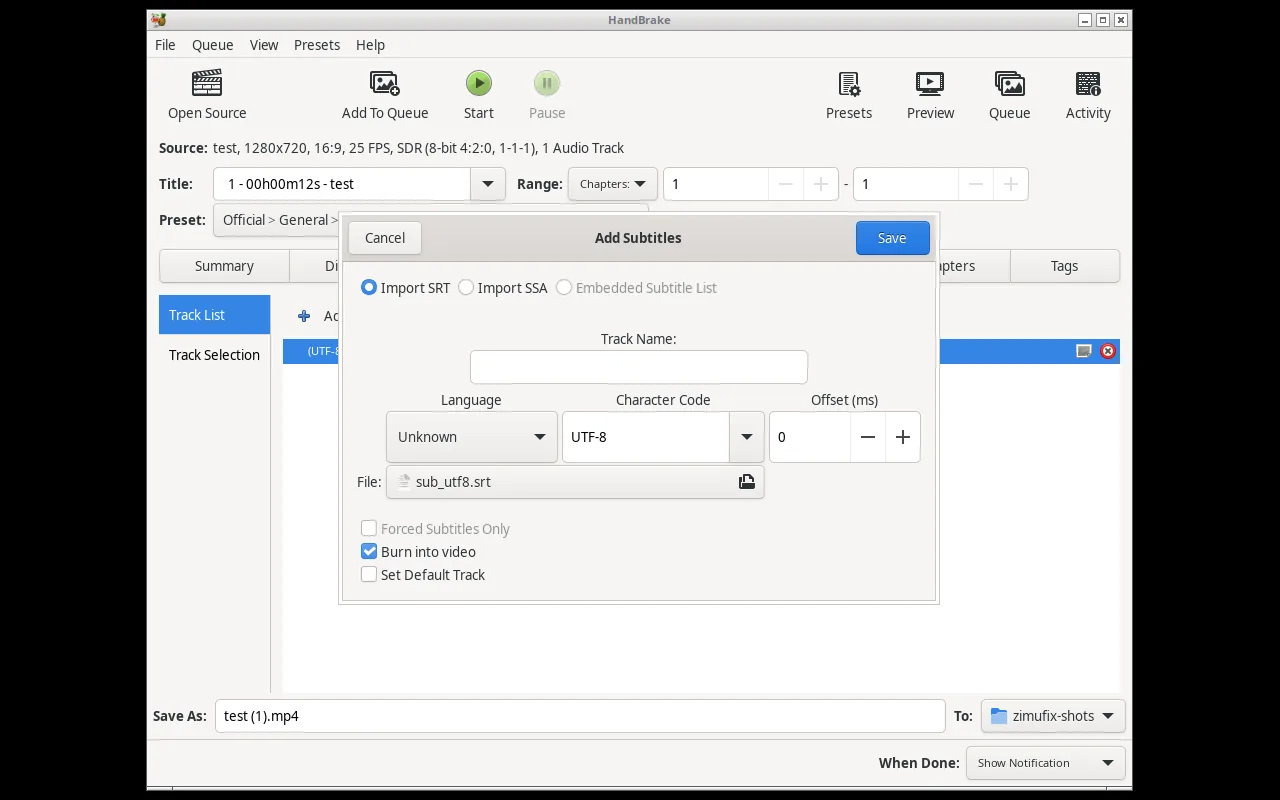 HandBrake
File Queue View Presets Help
Open Source Add To Queue Start Pause Presets Preview Queue Activity
Source: test, 1280x720, 16:9, 25 FPS, SDR (8-bit 4:2:0, 1-1-1), 1 Audio Track
Title: 1 - 00h00m12s - test Range: Chapters: 1 - 1
Preset: Official > General >
Cancel Add Subtitles Save
Summary Tags
Import SRT Import SSA Embedded Subtitle List
Track List
Track Name:
(UTF-8
Track Selection
Language Character Code Offset (ms)
Unknown UTF-8 0
File: sub_utf8.srt
Forced Subtitles Only
Burn into video
Set Default Track
Save As: test (1).mp4 To: zimufix-shots
When Done: Show Notification